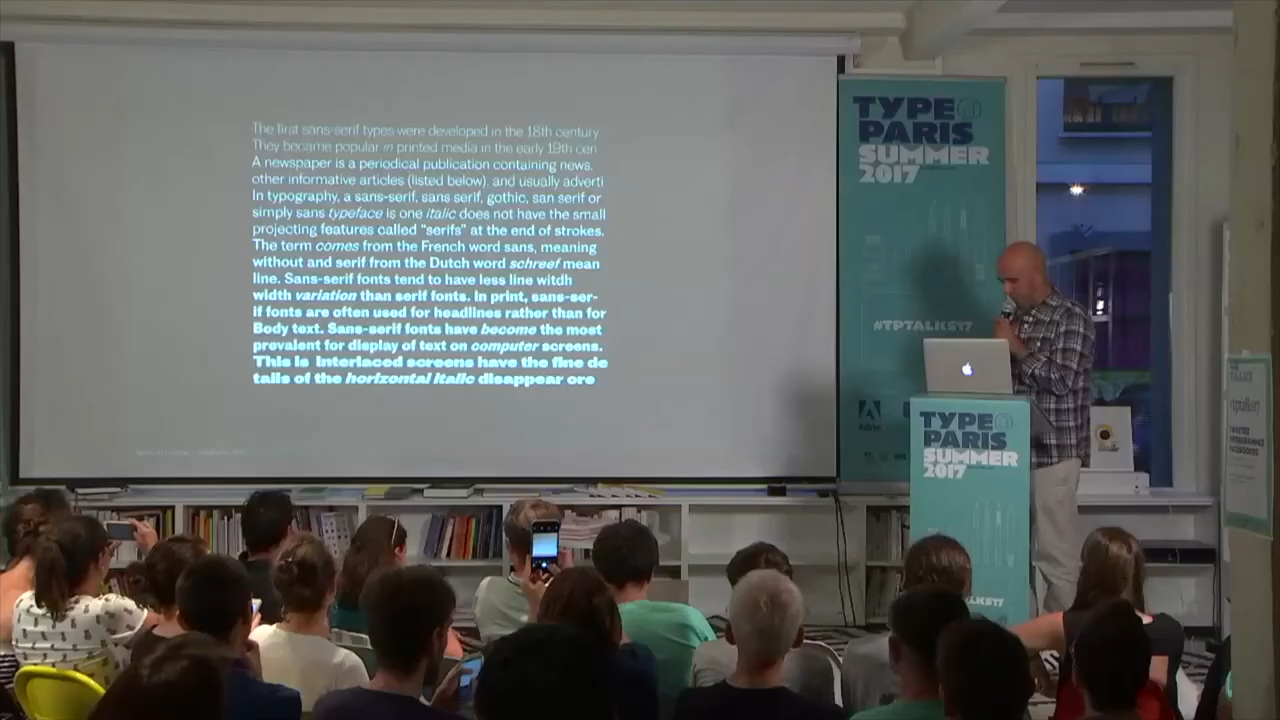 The first sans-serif types were developed in the 18th century
They became popular in printed media in the early 19th cen
A newspaper is a periodical publication containing news,
other informative articles (listed below), and usually adverti
In typography, a sans-serif, sans serif, gothic, san serif or
simply sans typeface is one italic does not have the small
projecting features called "serifs" at the end of strokes.
The term comes from the French word sans, meaning
without and serif from the Dutch word schreef mean
line. Sans-serif fonts tend to have less line witdh
width variation than serif fonts. In print, sans-ser-
if fonts are often used for headlines rather than for
Body text. Sans-serif fonts have become the most
prevalent for display of text on computer screens.
This is interlaced screens have the fine de
tails of the horizontal italic disappear ore
TYPE@
PARIS
SUMMER
2017
#TPTALKS17
Adobe
TYPE@
PARIS
SUMMER
2017
LKS17
#tptalks17